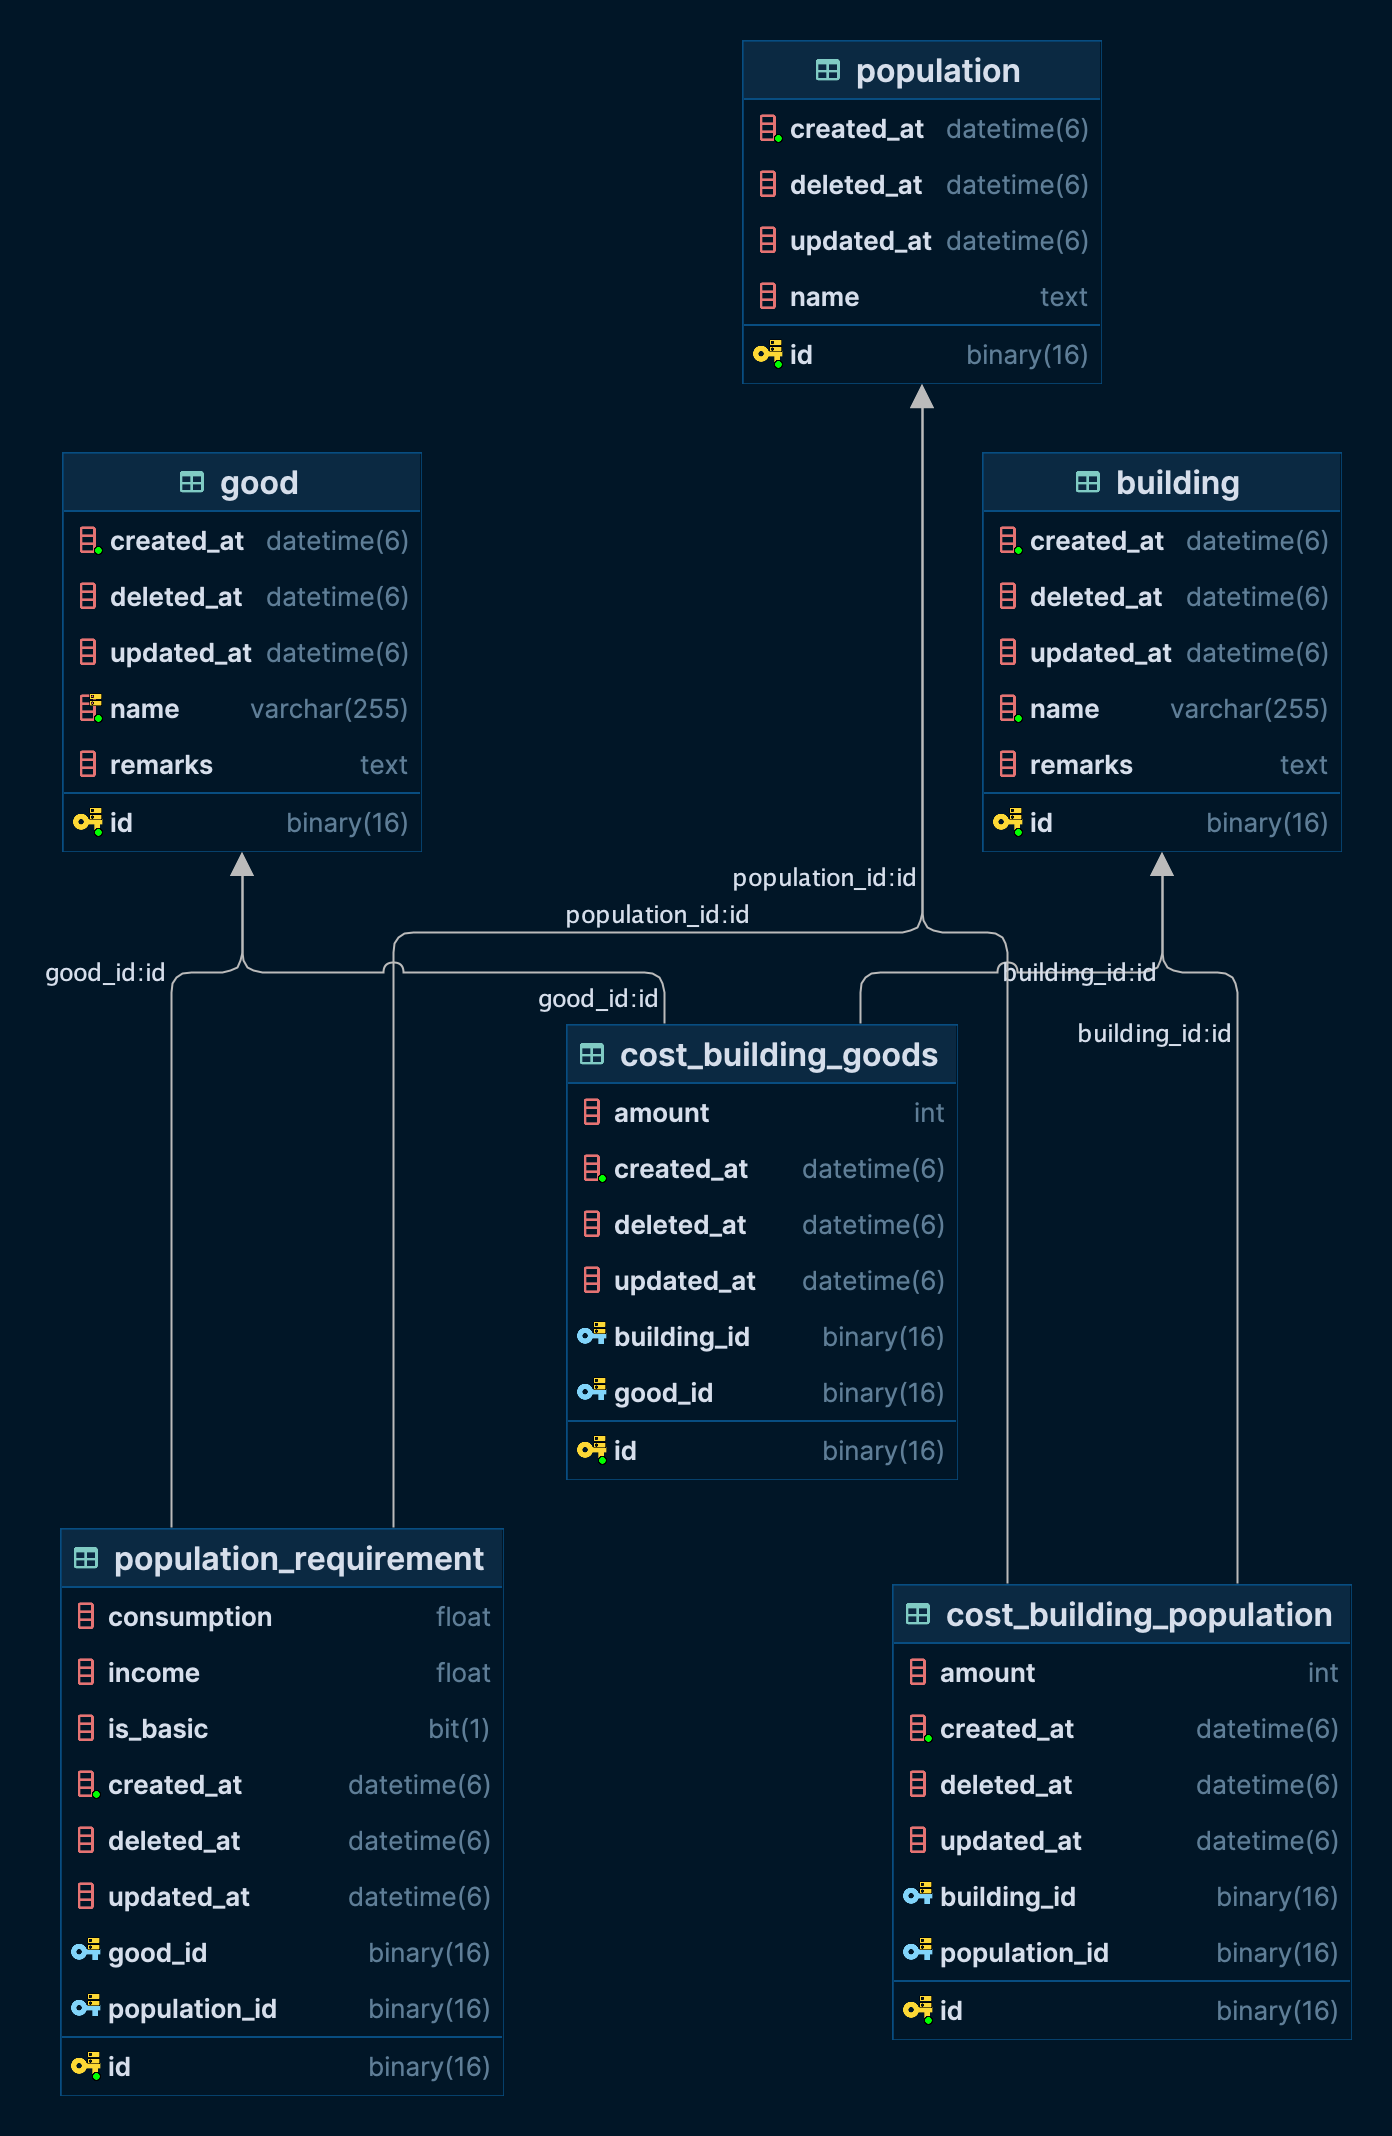 population
created_at datetime(6)
deleted_at datetime(6)
updated_at datetime(6)
name text
id binary(16)
good
created_at datetime(6)
deleted_at datetime(6)
updated_at datetime(6)
name varchar(255)
remarks text
id binary(16)
building
created_at datetime(6)
deleted_at datetime(6)
updated_at datetime(6)
name varchar(255)
remarks text
id binary(16)
population_id:id
population_id:id
good_id:id
building_id:id
good_id:id
building_id:id
cost_building_goods
amount int
created_at datetime(6)
deleted_at datetime(6)
updated_at datetime(6)
building_id binary(16)
good_id binary(16)
id binary(16)
population_requirement
consumption float
income float
is_basic bit(1)
created_at datetime(6)
deleted_at datetime(6)
updated_at datetime(6)
good_id binary(16)
population_id binary(16)
id binary(16)
cost_building_population
amount int
created_at datetime(6)
deleted_at datetime(6)
updated_at datetime(6)
building_id binary(16)
population_id binary(16)
id binary(16)